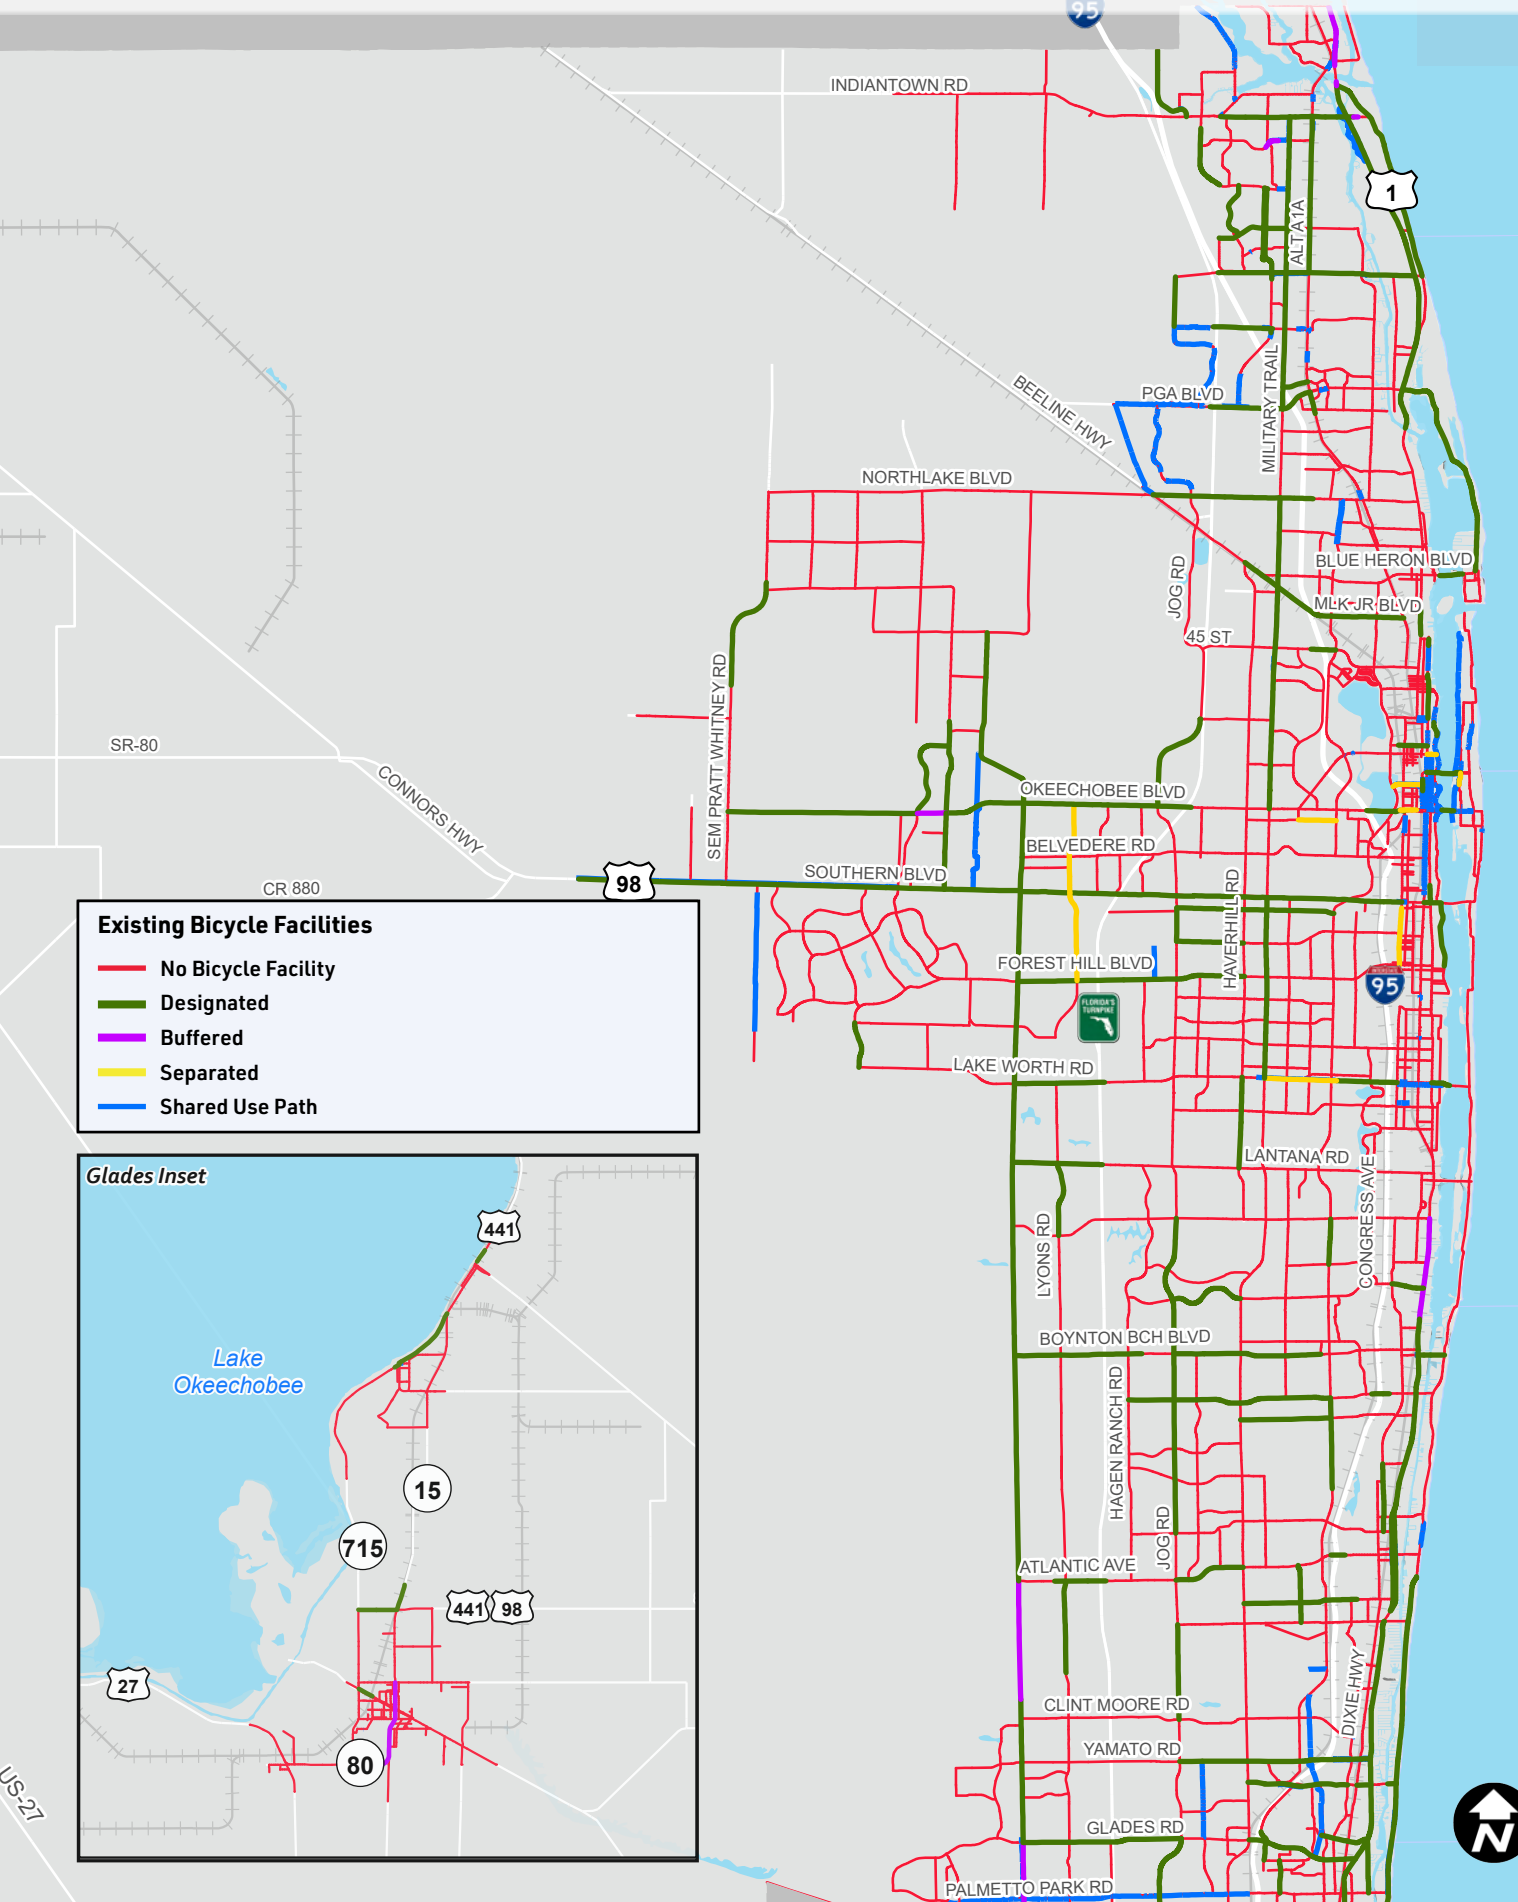 95
INDIANTOWN RD
1
ALT A1A
BEELINE HWY
PGA BLVD
MILITARY TRAIL
NORTHLAKE BLVD
BLUE HERON BLVD
JOG RD
MLK JR BLVD
45 ST
SEM PRATT WHITNEY RD
SR-80
CONNORS HWY
OKEECHOBEE BLVD
BELVEDERE RD
SOUTHERN BLVD
98
CR 880
HAVERHILL RD
Existing Bicycle Facilities
No Bicycle Facility
Designated
Buffered
Separated
Shared Use Path
FOREST HILL BLVD
INTERSTATE
95
FLORIDA'S
TURNPIKE
LAKE WORTH RD
LANTANA RD
CONGRESS AVE
LYONS RD
Glades Inset
441
Lake
Okeechobee
15
715
441
98
27
80
US-27
BOYNTON BCH BLVD
HAGEN RANCH RD
JOG RD
ATLANTIC AVE
DIXIE HWY
CLINT MOORE RD
YAMATO RD
GLADES RD
PALMETTO PARK RD
N